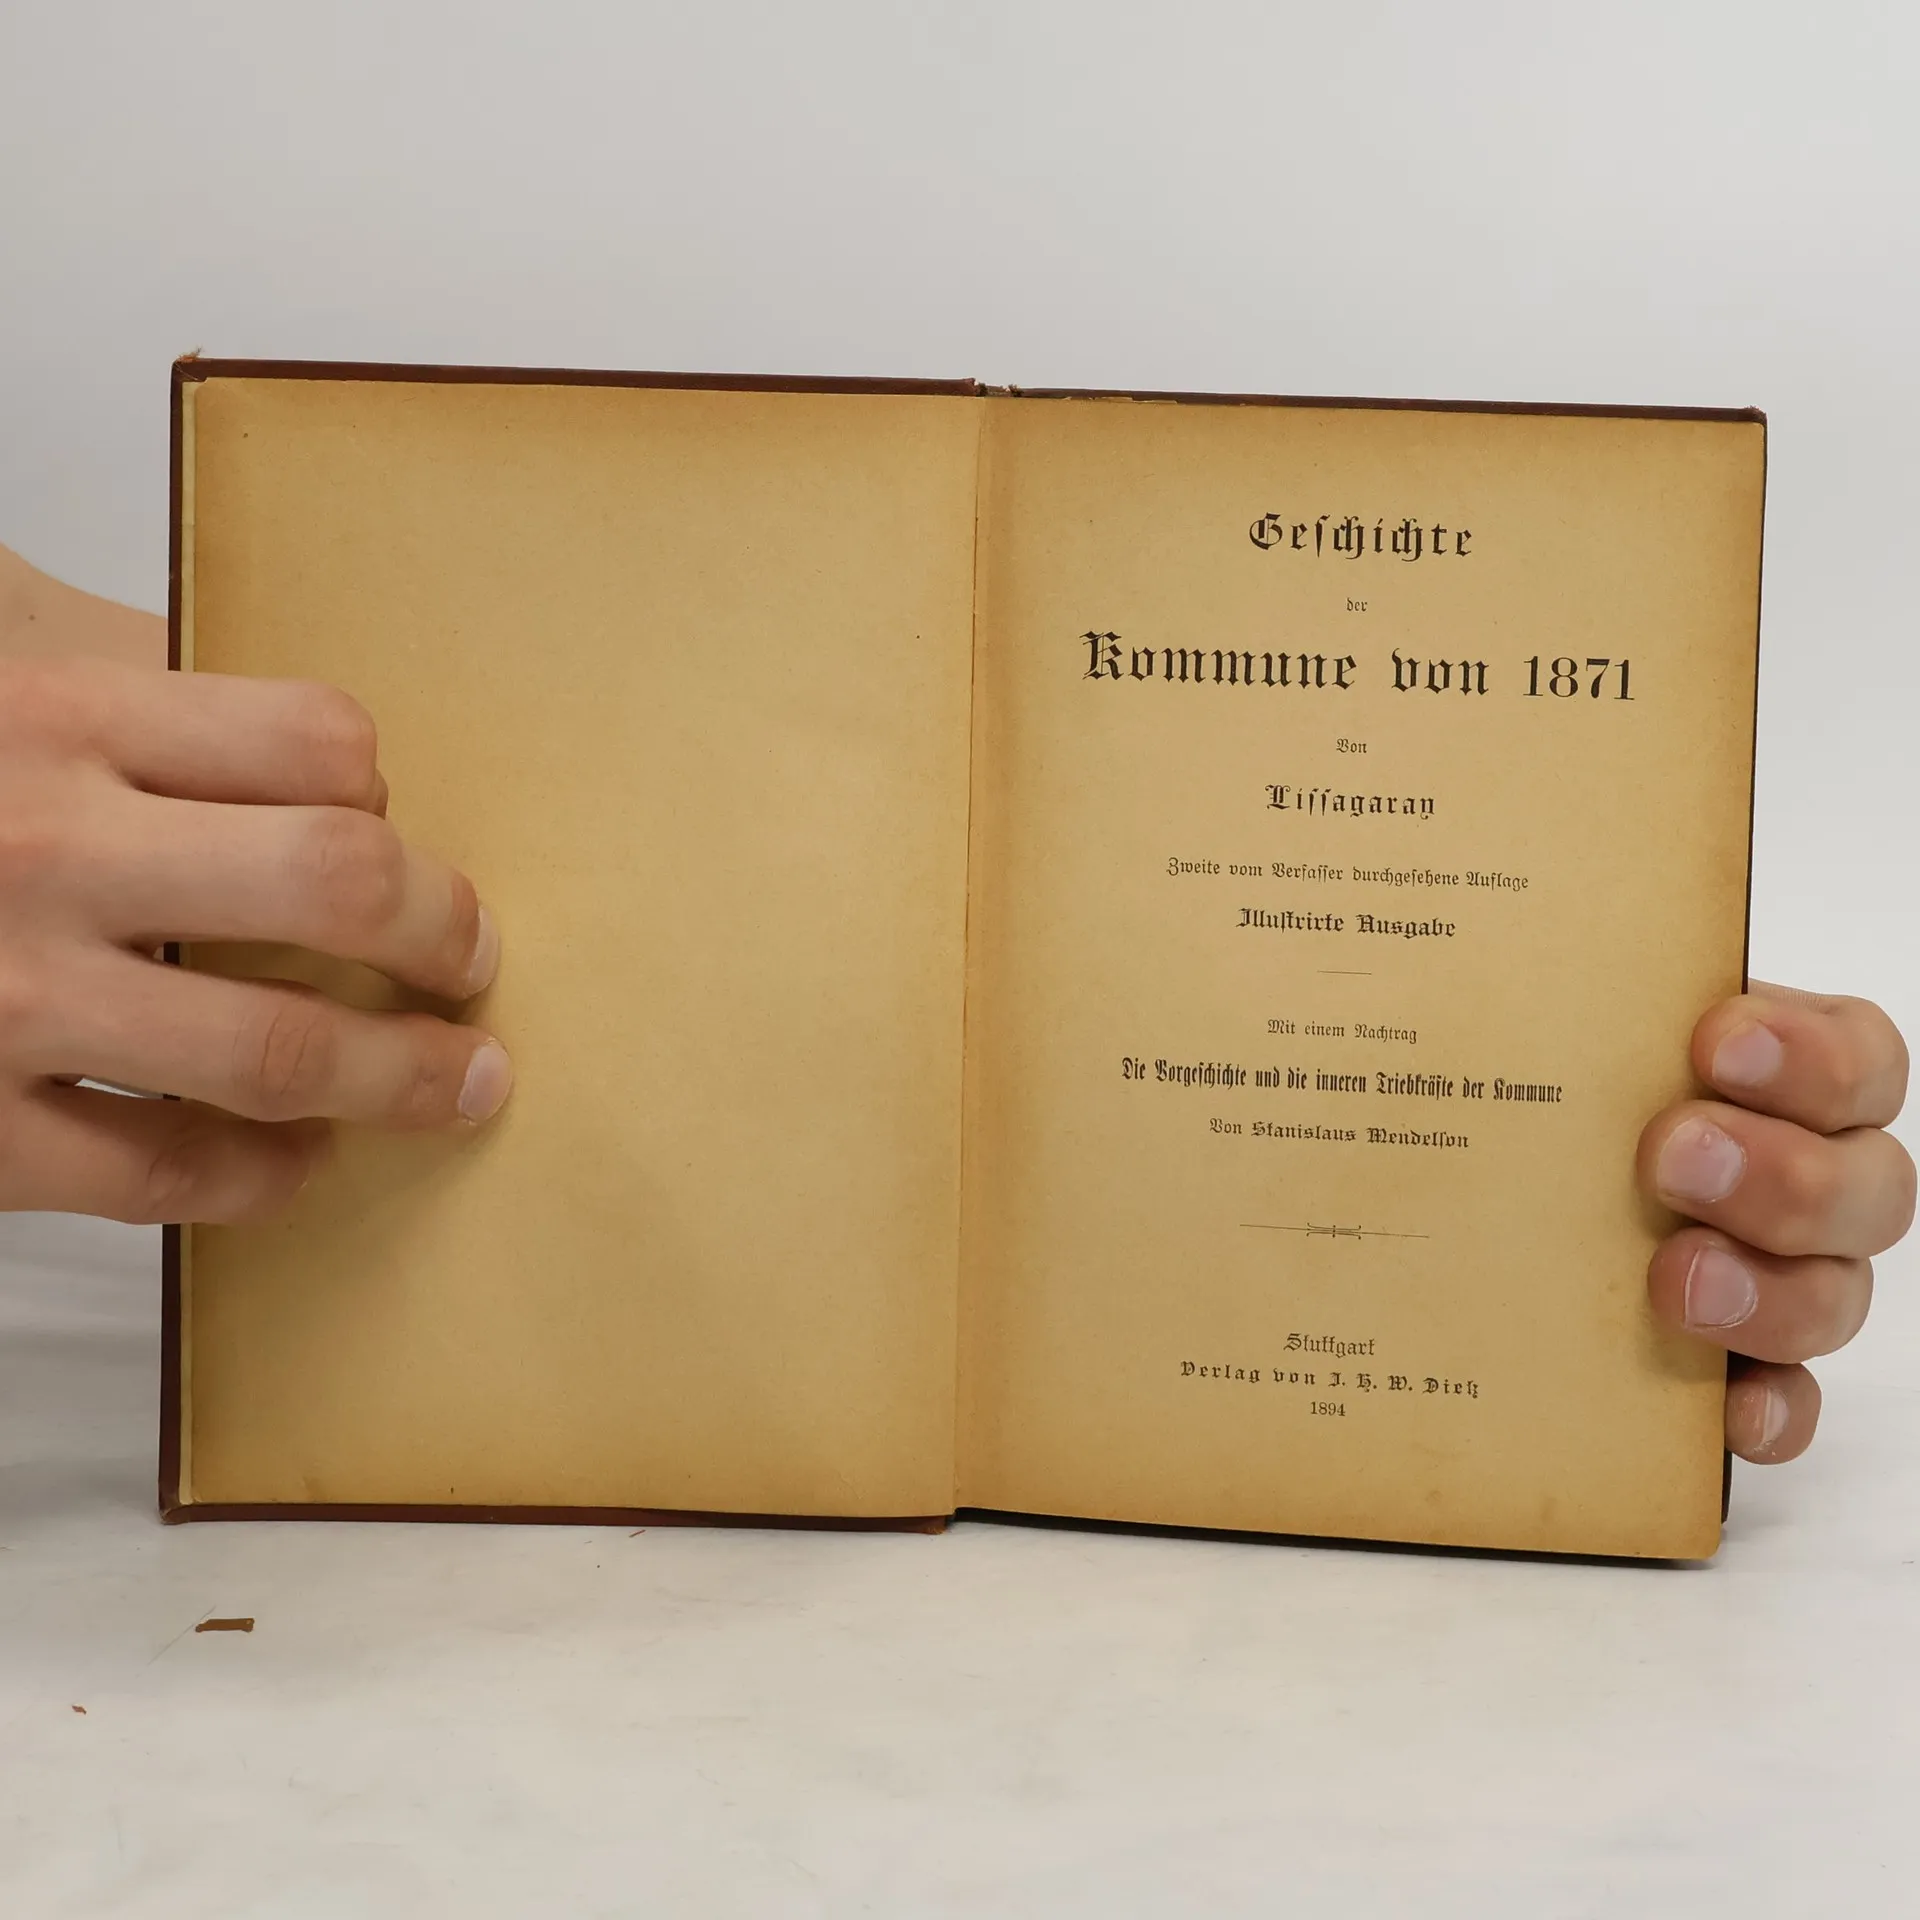 Geſchichte
der
Kommune von 1871
Von
Liſſagaray
Zweite vom Verfaſſer durchgeſehene Auflage
Illuſtrirte Ausgabe
Mit einem Nachtrag
Die Vorgeſchichte und die inneren Triebkräfte der Kommune
Von Stanislaus Mendelſon
Stuttgart
Verlag von J. H. W. Dietz
1894